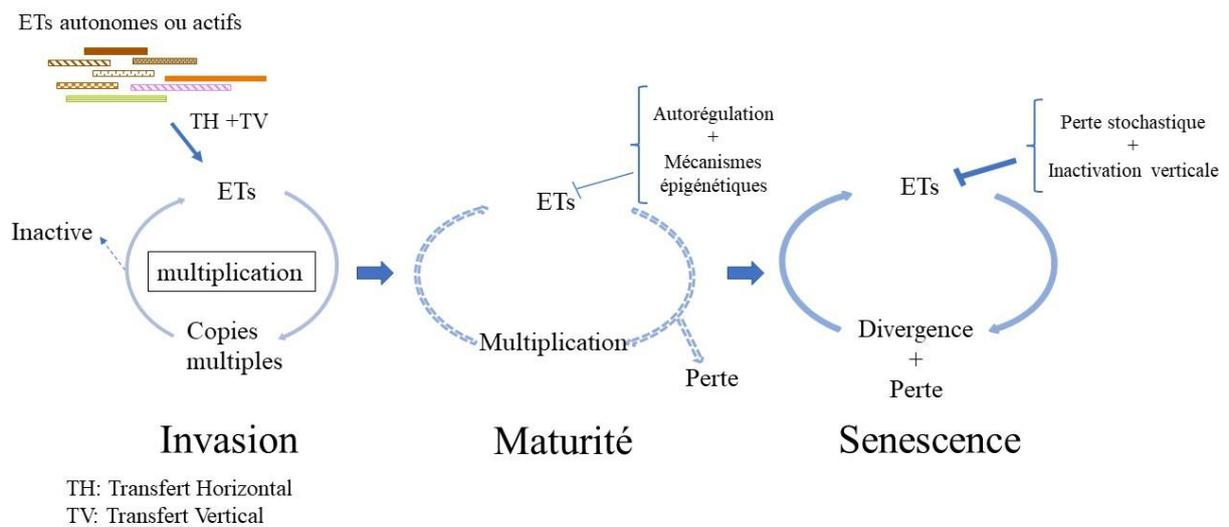 ETs autonomes ou actifs
TH +TV
ETs
Inactive
multiplication
Copies
multiples
Invasion
TH: Transfert Horizontal
TV: Transfert Vertical
Autorégulation
+
Mécanismes
épigénétiques
ETs
Multiplication
Perte
Maturité
Perte stochastique
+
Inactivation verticale
ETs
Divergence
+
Perte
Senescence